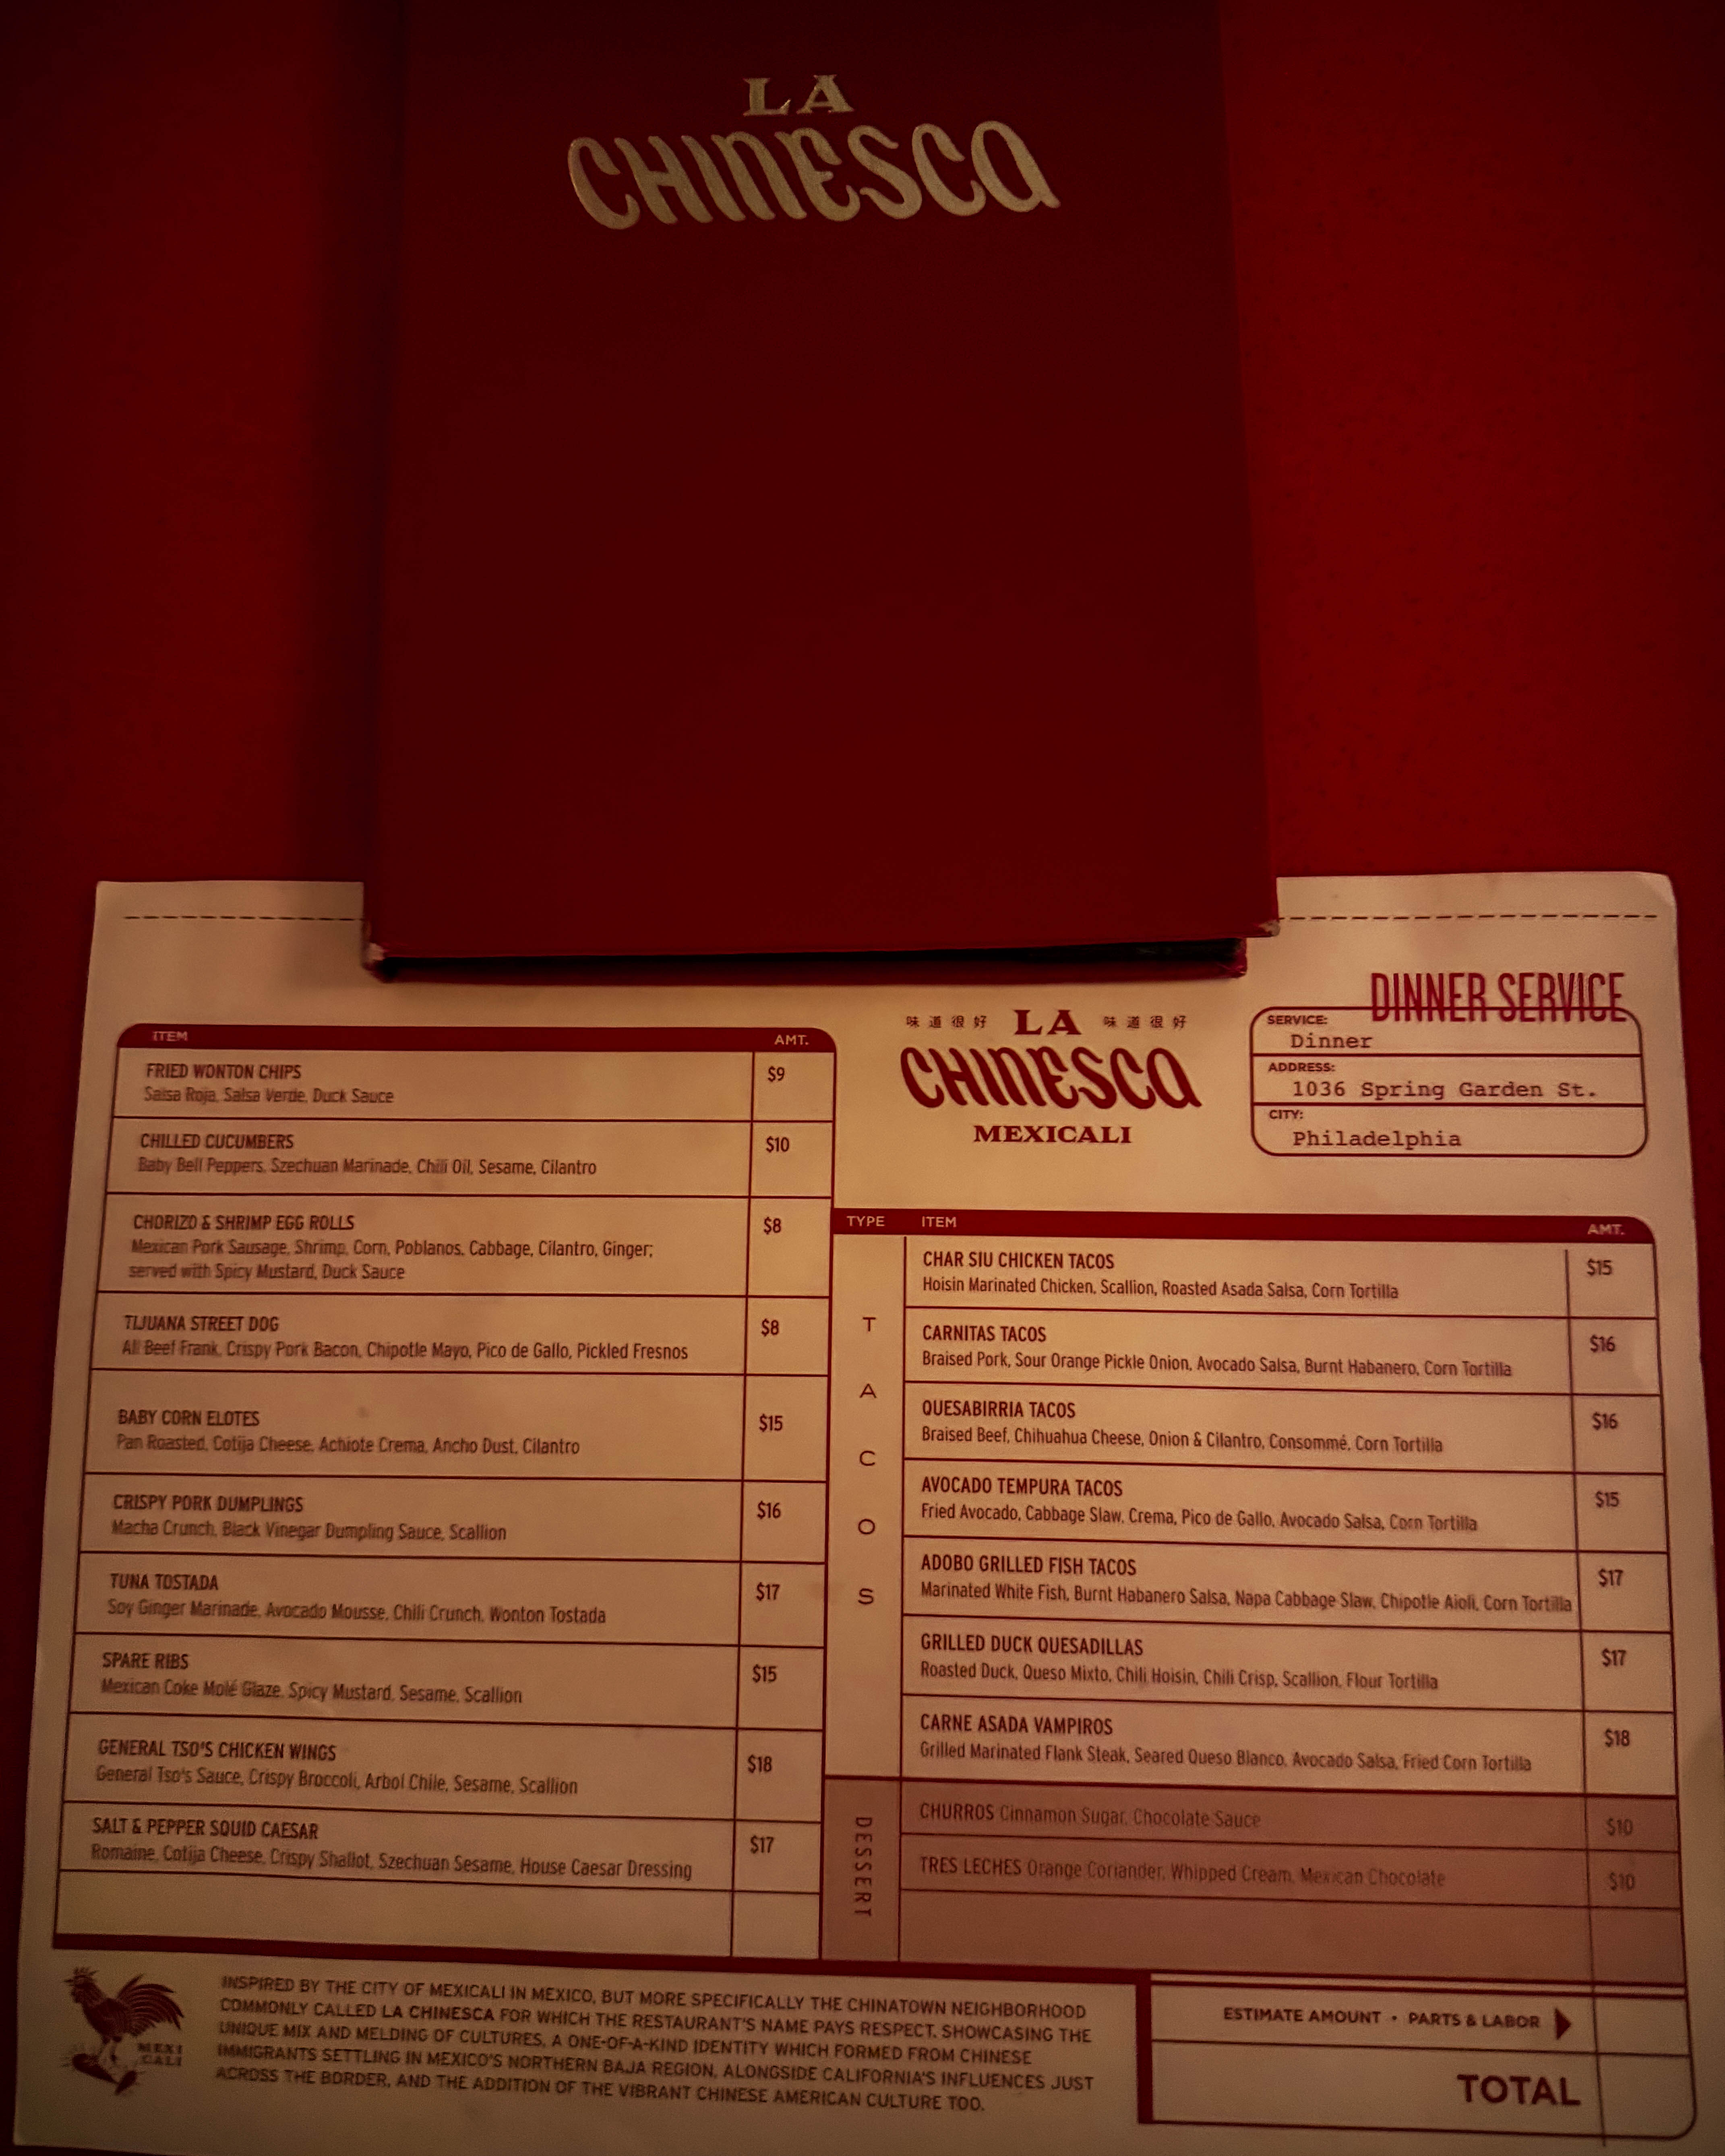 LA
CHINESCA
DINNER SERVICE
味道很好 LA 味道很好
CHINESCA
MEXICALI
SERVICE:
Dinner
ADDRESS:
1036 Spring Garden St.
CITY:
Philadelphia
ITEM AMT.
FRIED WONTON CHIPS $9
Salsa Roja, Salsa Verde, Duck Sauce
CHILLED CUCUMBERS $10
Baby Bell Peppers, Szechuan Marinade, Chili Oil, Sesame, Cilantro
CHORIZO & SHRIMP EGG ROLLS $8
Mexican Pork Sausage, Shrimp, Corn, Poblanos, Cabbage, Cilantro, Ginger;
served with Spicy Mustard, Duck Sauce
TIJUANA STREET DOG $8
All Beef Frank, Crispy Pork Bacon, Chipotle Mayo, Pico de Gallo, Pickled Fresnos
BABY CORN ELOTES $15
Pan Roasted, Cotija Cheese, Achiote Crema, Ancho Dust, Cilantro
CRISPY PORK DUMPLINGS $16
Macha Crunch, Black Vinegar Dumpling Sauce, Scallion
TUNA TOSTADA $17
Soy Ginger Marinade, Avocado Mousse, Chili Crunch, Wonton Tostada
SPARE RIBS $15
Mexican Coke Molé Glaze, Spicy Mustard, Sesame, Scallion
GENERAL TSO'S CHICKEN WINGS $18
General Tso's Sauce, Crispy Broccoli, Arbol Chile, Sesame, Scallion
SALT & PEPPER SQUID CAESAR $17
Romaine, Cotija Cheese, Crispy Shallot, Szechuan Sesame, House Caesar Dressing
TYPE ITEM AMT.
TACOS
CHAR SIU CHICKEN TACOS $15
Hoisin Marinated Chicken, Scallion, Roasted Asada Salsa, Corn Tortilla
CARNITAS TACOS $16
Braised Pork, Sour Orange Pickle Onion, Avocado Salsa, Burnt Habanero, Corn Tortilla
QUESABIRRIA TACOS $16
Braised Beef, Chihuahua Cheese, Onion & Cilantro, Consommé, Corn Tortilla
AVOCADO TEMPURA TACOS $15
Fried Avocado, Cabbage Slaw, Crema, Pico de Gallo, Avocado Salsa, Corn Tortilla
ADOBO GRILLED FISH TACOS $17
Marinated White Fish, Burnt Habanero Salsa, Napa Cabbage Slaw, Chipotle Aioli, Corn Tortilla
GRILLED DUCK QUESADILLAS $17
Roasted Duck, Queso Mixto, Chili Hoisin, Chili Crisp, Scallion, Flour Tortilla
CARNE ASADA VAMPIROS $18
Grilled Marinated Flank Steak, Seared Queso Blanco, Avocado Salsa, Fried Corn Tortilla
DESSERT
CHURROS Cinnamon Sugar, Chocolate Sauce $10
TRES LECHES Orange Coriander, Whipped Cream, Mexican Chocolate $10
MEXI
CALI
INSPIRED BY THE CITY OF MEXICALI IN MEXICO, BUT MORE SPECIFICALLY THE CHINATOWN NEIGHBORHOOD
COMMONLY CALLED LA CHINESCA FOR WHICH THE RESTAURANT'S NAME PAYS RESPECT. SHOWCASING THE
UNIQUE MIX AND MELDING OF CULTURES, A ONE-OF-A-KIND IDENTITY WHICH FORMED FROM CHINESE
IMMIGRANTS SETTLING IN MEXICO'S NORTHERN BAJA REGION, ALONGSIDE CALIFORNIA'S INFLUENCES JUST
ACROSS THE BORDER, AND THE ADDITION OF THE VIBRANT CHINESE AMERICAN CULTURE TOO.
ESTIMATE AMOUNT • PARTS & LABOR
TOTAL